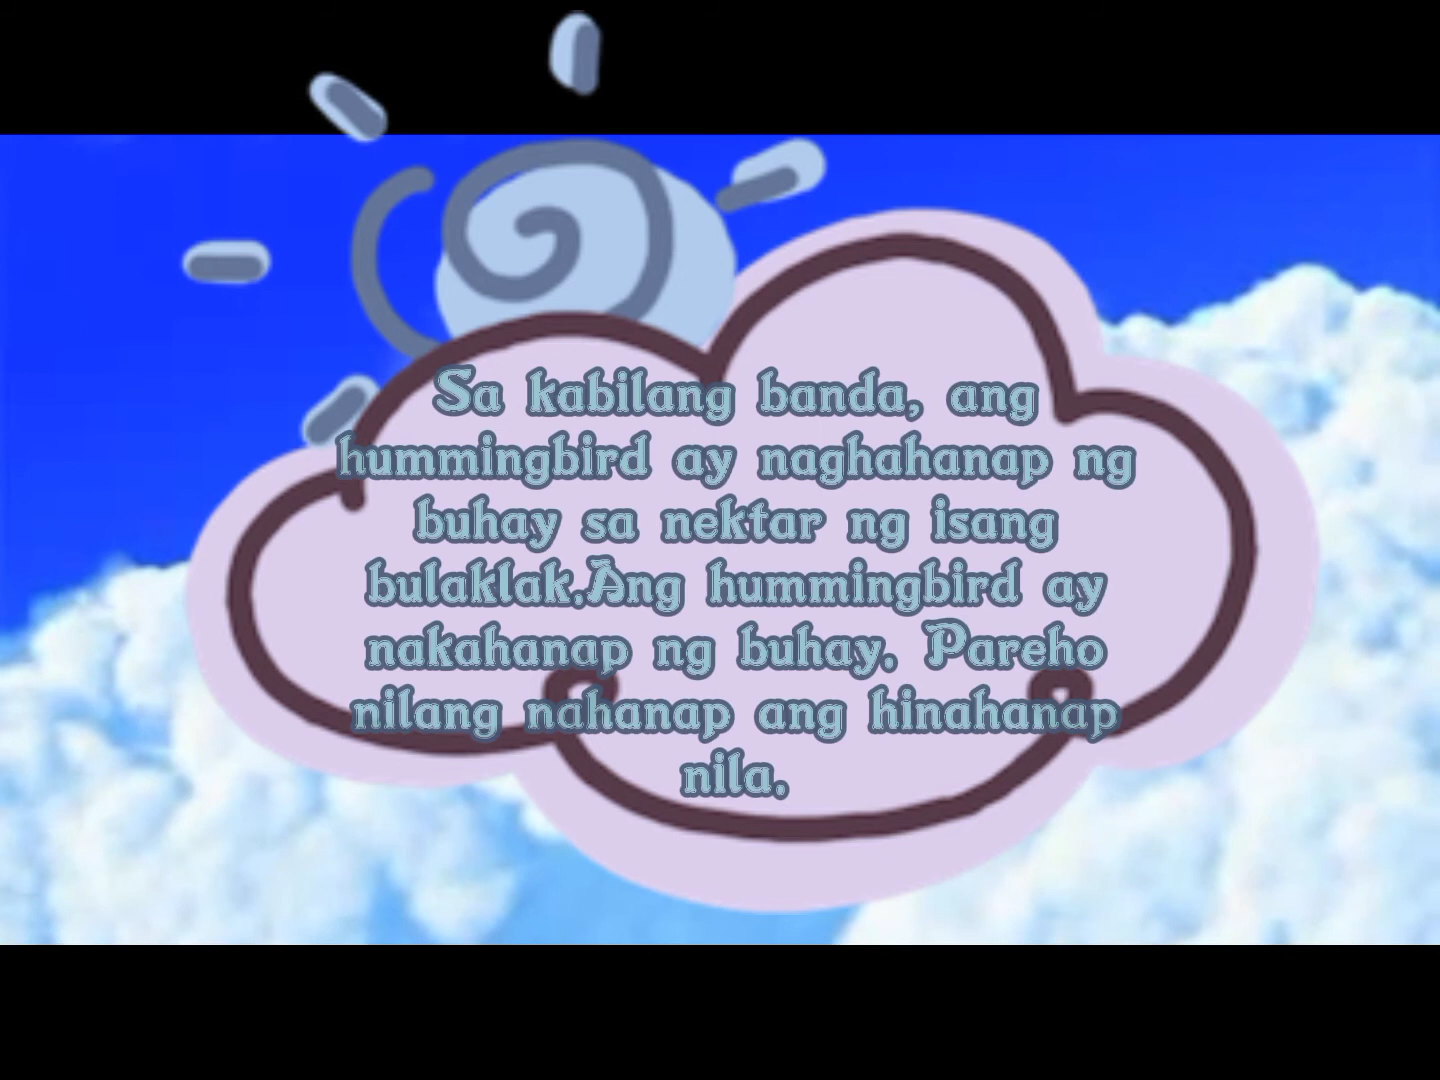 Sa kabilang banda, ang
hummingbird ay naghahanap ng
buhay sa nektar ng isang
bulaklak.Ang hummingbird ay
nakahanap ng buhay. Pareho
nilang nahanap ang hinahanap
nila.